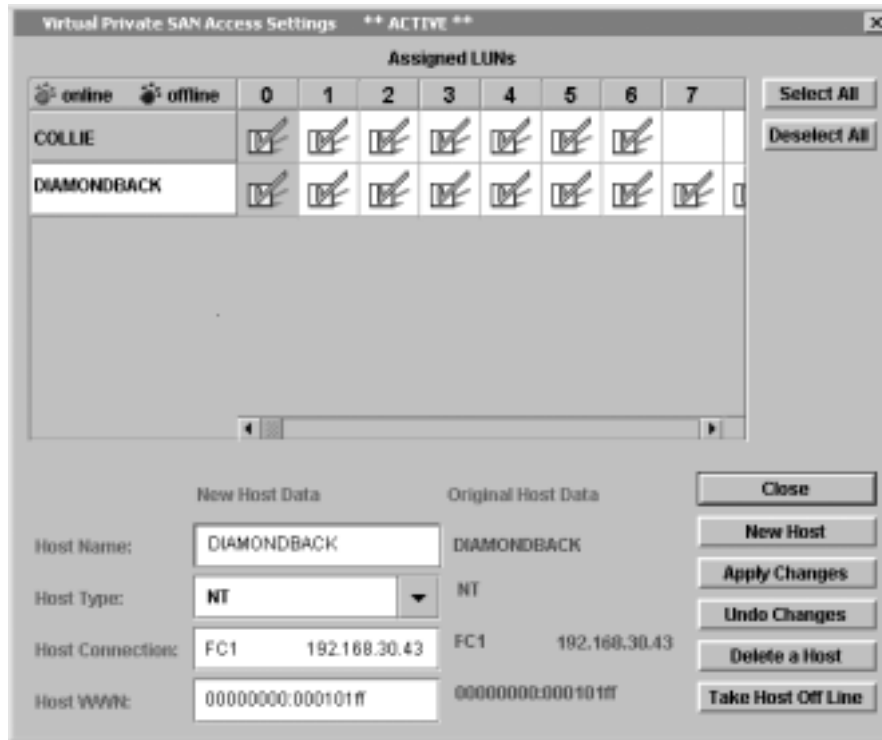 Virtual Private SAN Access Settings ** ACTIVE **
Assigned LUNs
online offline 0 1 2 3 4 5 6 7
Select All
COLLIE
Deselect All
DIAMONDBACK
New Host Data Original Host Data
Close
Host Name: DIAMONDBACK DIAMONDBACK
New Host
Host Type: NT NT
Apply Changes
Undo Changes
Host Connection: FC1 192.168.30.43 FC1 192.168.30.43
Delete a Host
Host WWN: 00000000:000101ff 00000000:000101ff
Take Host Off Line